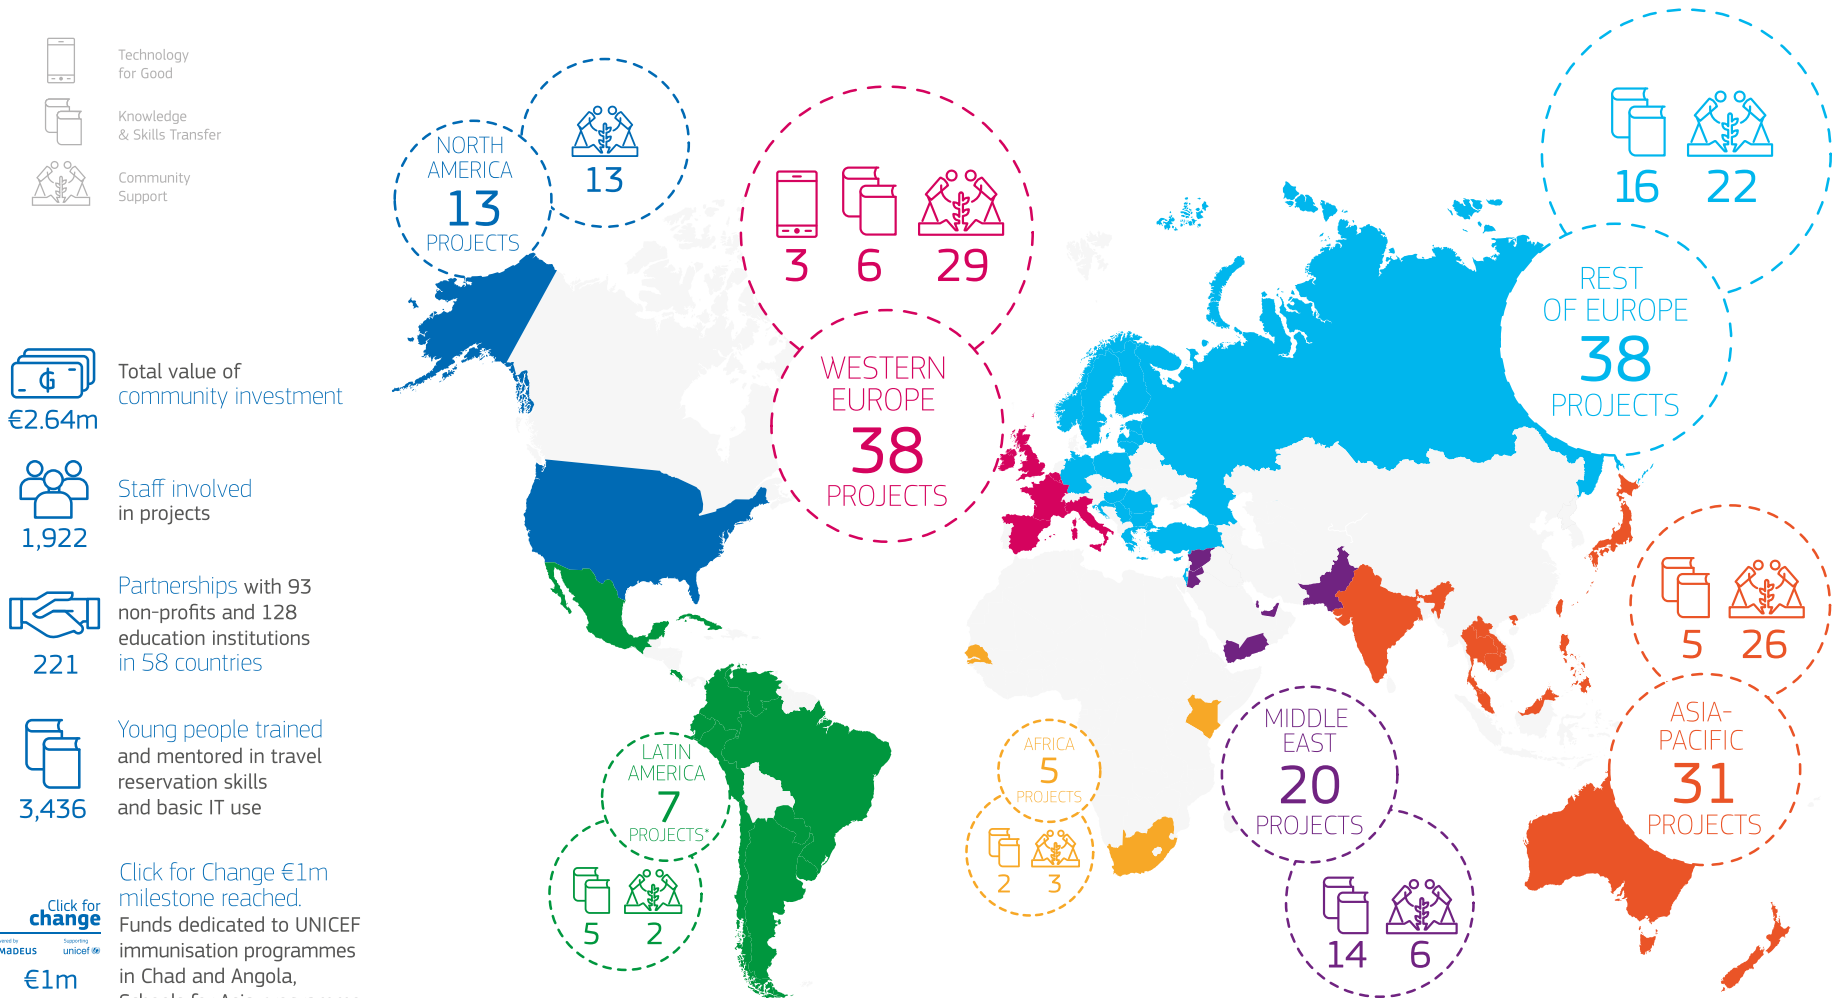 Technology
for Good
Knowledge
& Skills Transfer
Community
Support
€2.64m
Total value of
community investment
1,922
Staff involved
in projects
221
Partnerships with 93
non-profits and 128
education institutions
in 58 countries
3,436
Young people trained
and mentored in travel
reservation skills
and basic IT use
Click for
change
Supporting
unicef
€1m
Click for Change €1m
milestone reached.
Funds dedicated to UNICEF
immunisation programmes
in Chad and Angola,
NORTH
AMERICA
13
PROJECTS
13
3 6 29
WESTERN
EUROPE
38
PROJECTS
16 22
REST
OF EUROPE
38
PROJECTS
5 26
ASIA-
PACIFIC
31
PROJECTS
LATIN
AMERICA
7
PROJECTS*
5 2
AFRICA
5
PROJECTS
2 3
MIDDLE
EAST
20
PROJECTS
14 6